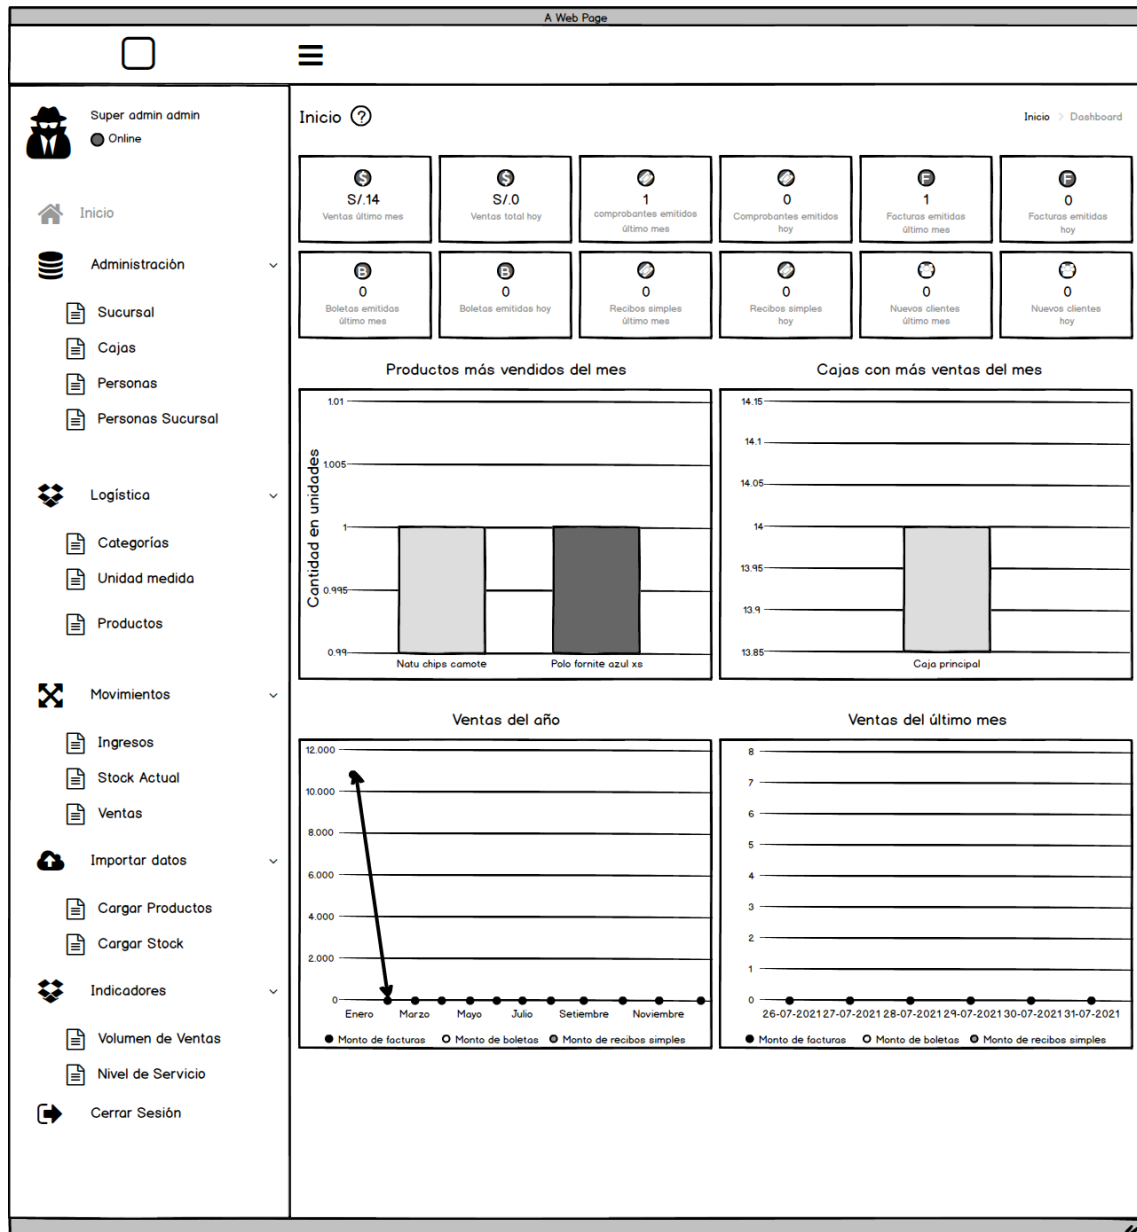 A Web Page
Super admin admin
Online
Inicio
Administración
Sucursal
Cajas
Personas
Personas Sucursal
Logística
Categorías
Unidad medida
Productos
Movimientos
Ingresos
Stock Actual
Ventas
Importar datos
Cargar Productos
Cargar Stock
Indicadores
Volumen de Ventas
Nivel de Servicio
Cerrar Sesión
Inicio ?
Inicio > Dashboard
$
S/.14
Ventas último mes
$
S/.0
Ventas total hoy
1
comprobantes emitidos
último mes
0
Comprobantes emitidos
hoy
F
1
Facturas emitidas
último mes
F
0
Facturas emitidas
hoy
B
0
Boletas emitidas
último mes
B
0
Boletas emitidas hoy
0
Recibos simples
último mes
0
Recibos simples
hoy
0
Nuevos clientes
último mes
0
Nuevos clientes
hoy
Productos más vendidos del mes
Cantidad en unidades
1.01
1.005
1
0.995
0.99
Natu chips camote Polo fornite azul xs
Cajas con más ventas del mes
14.15
14.1
14.05
14
13.95
13.9
13.85
Caja principal
Ventas del año
12.000
10.000
8.000
6.000
4.000
2.000
0
Enero Marzo Mayo Julio Setiembre Noviembre
Monto de facturas Monto de boletas Monto de recibos simples
Ventas del último mes
8
7
6
5
4
3
2
1
0
26-07-2021 27-07-2021 28-07-2021 29-07-2021 30-07-2021 31-07-2021
Monto de facturas Monto de boletas Monto de recibos simples